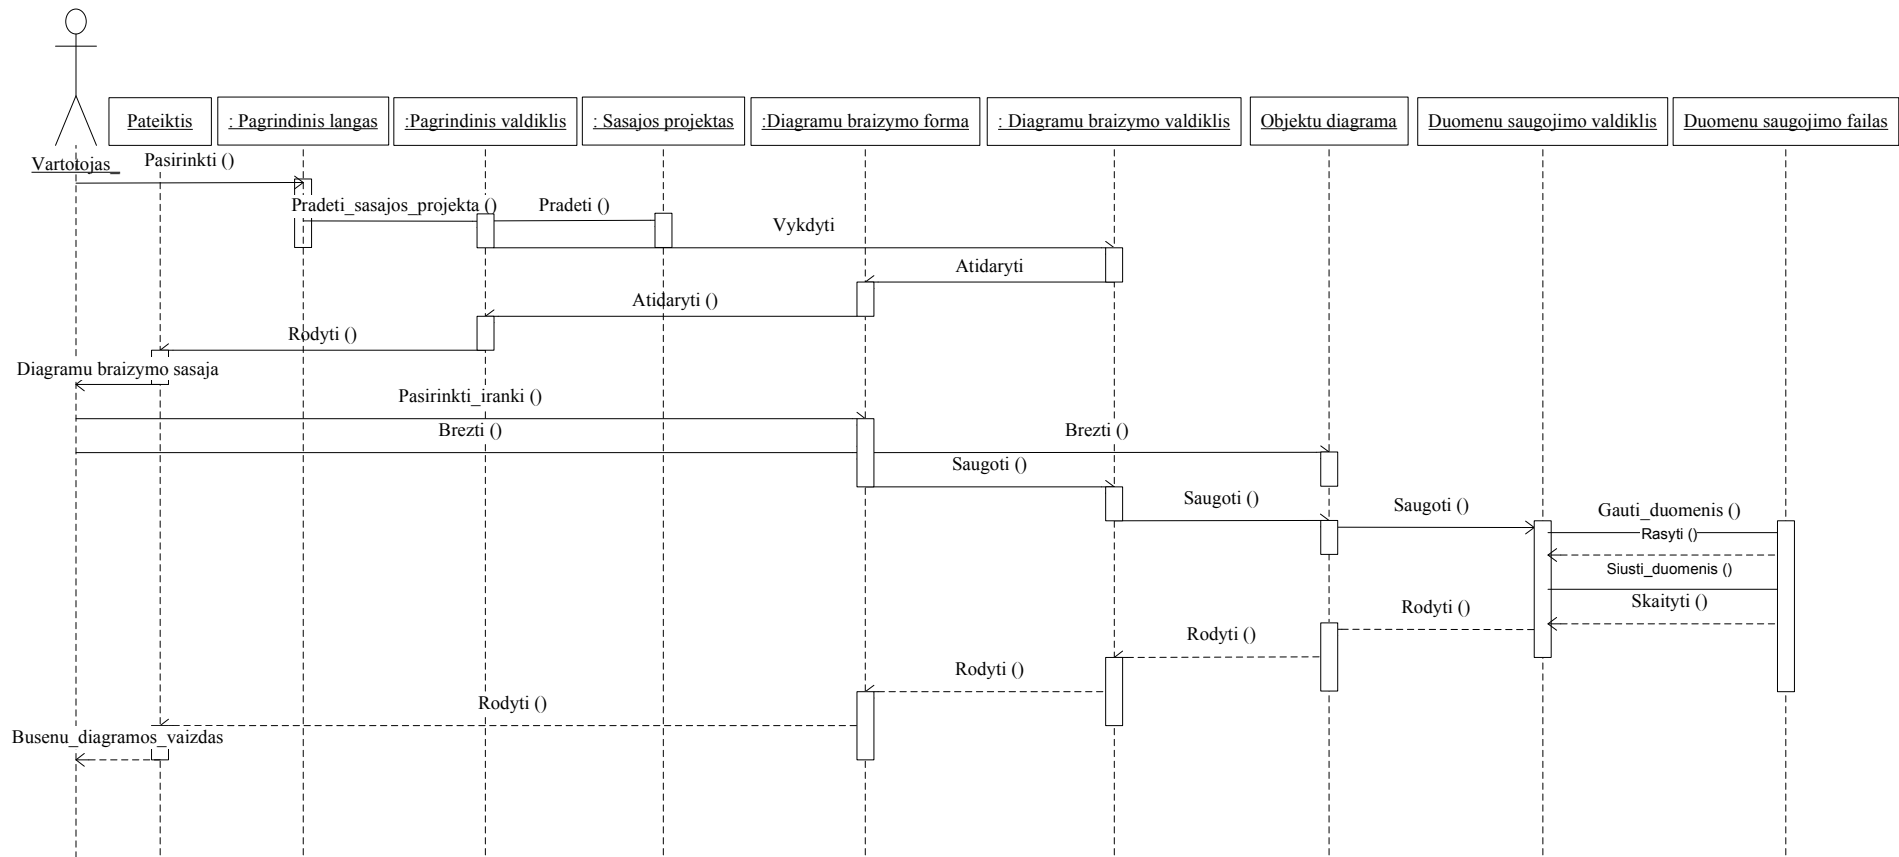 Pateiktis
: Pagrindinis langas
:Pagrindinis valdiklis
: Sasajos projektas
:Diagramu braizymo forma
: Diagramu braizymo valdiklis
Objektu diagrama
Duomenu saugojimo valdiklis
Duomenu saugojimo failas
Vartotojas_
Pasirinkti ()
Pradeti_sasajos_projekta ()
Pradeti ()
Vykdyti
Atidaryti
Atidaryti ()
Rodyti ()
Diagramu braizymo sasaja
Pasirinkti_iranki ()
Brezti ()
Brezti ()
Saugoti ()
Saugoti ()
Saugoti ()
Gauti_duomenis ()
Rasyti ()
Siusti_duomenis ()
Skaityti ()
Rodyti ()
Rodyti ()
Rodyti ()
Rodyti ()
Busenu_diagramos_vaizdas